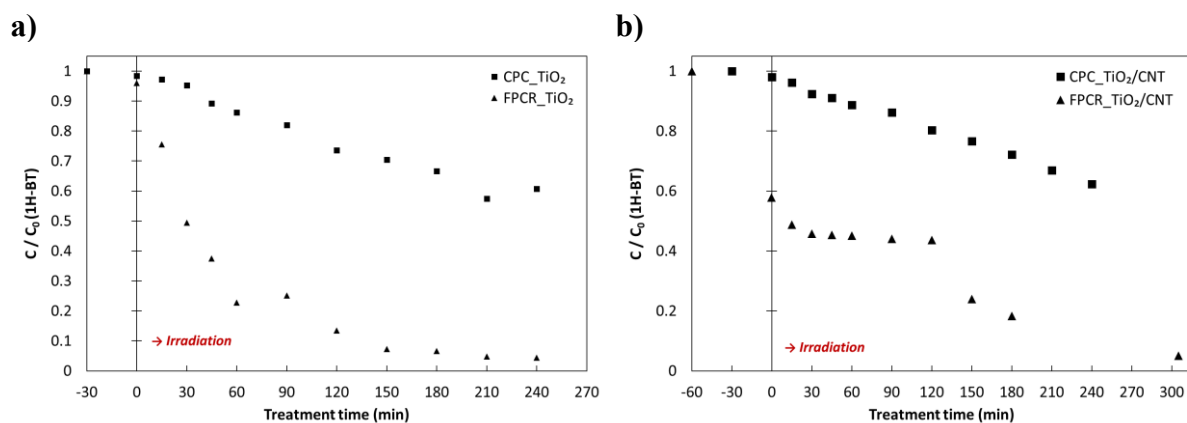 a)
CPC_TiO₂
FPCR_TiO₂
C / C₀ (1H-BT)
1
0.9
0.8
0.7
0.6
0.5
0.4
0.3
0.2
0.1
0
→ Irradiation
-30 0 30 60 90 120 150 180 210 240 270
Treatment time (min)
b)
CPC_TiO₂/CNT
FPCR_TiO₂/CNT
C / C₀ (1H-BT)
1
0.8
0.6
0.4
0.2
0
→ Irradiation
-60 -30 0 30 60 90 120 150 180 210 240 270 300
Treatment time (min)